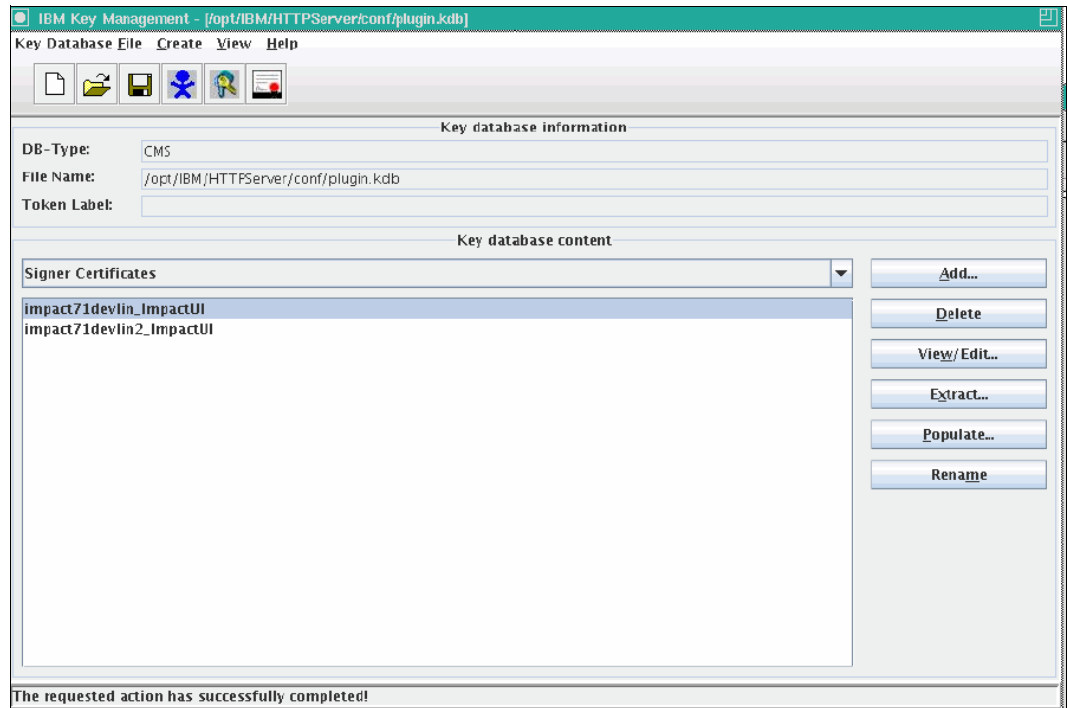 IBM Key Management - [/opt/IBM/HTTPServer/conf/plugin.kdb]
Key Database File Create View Help
Key database information
DB-Type: CMS
File Name: /opt/IBM/HTTPServer/conf/plugin.kdb
Token Label:
Key database content
Signer Certificates
Add...
impact71devlin_ImpactUI
Delete
impact71devlin2_ImpactUI
View/Edit...
Extract...
Populate...
Rename
The requested action has successfully completed!